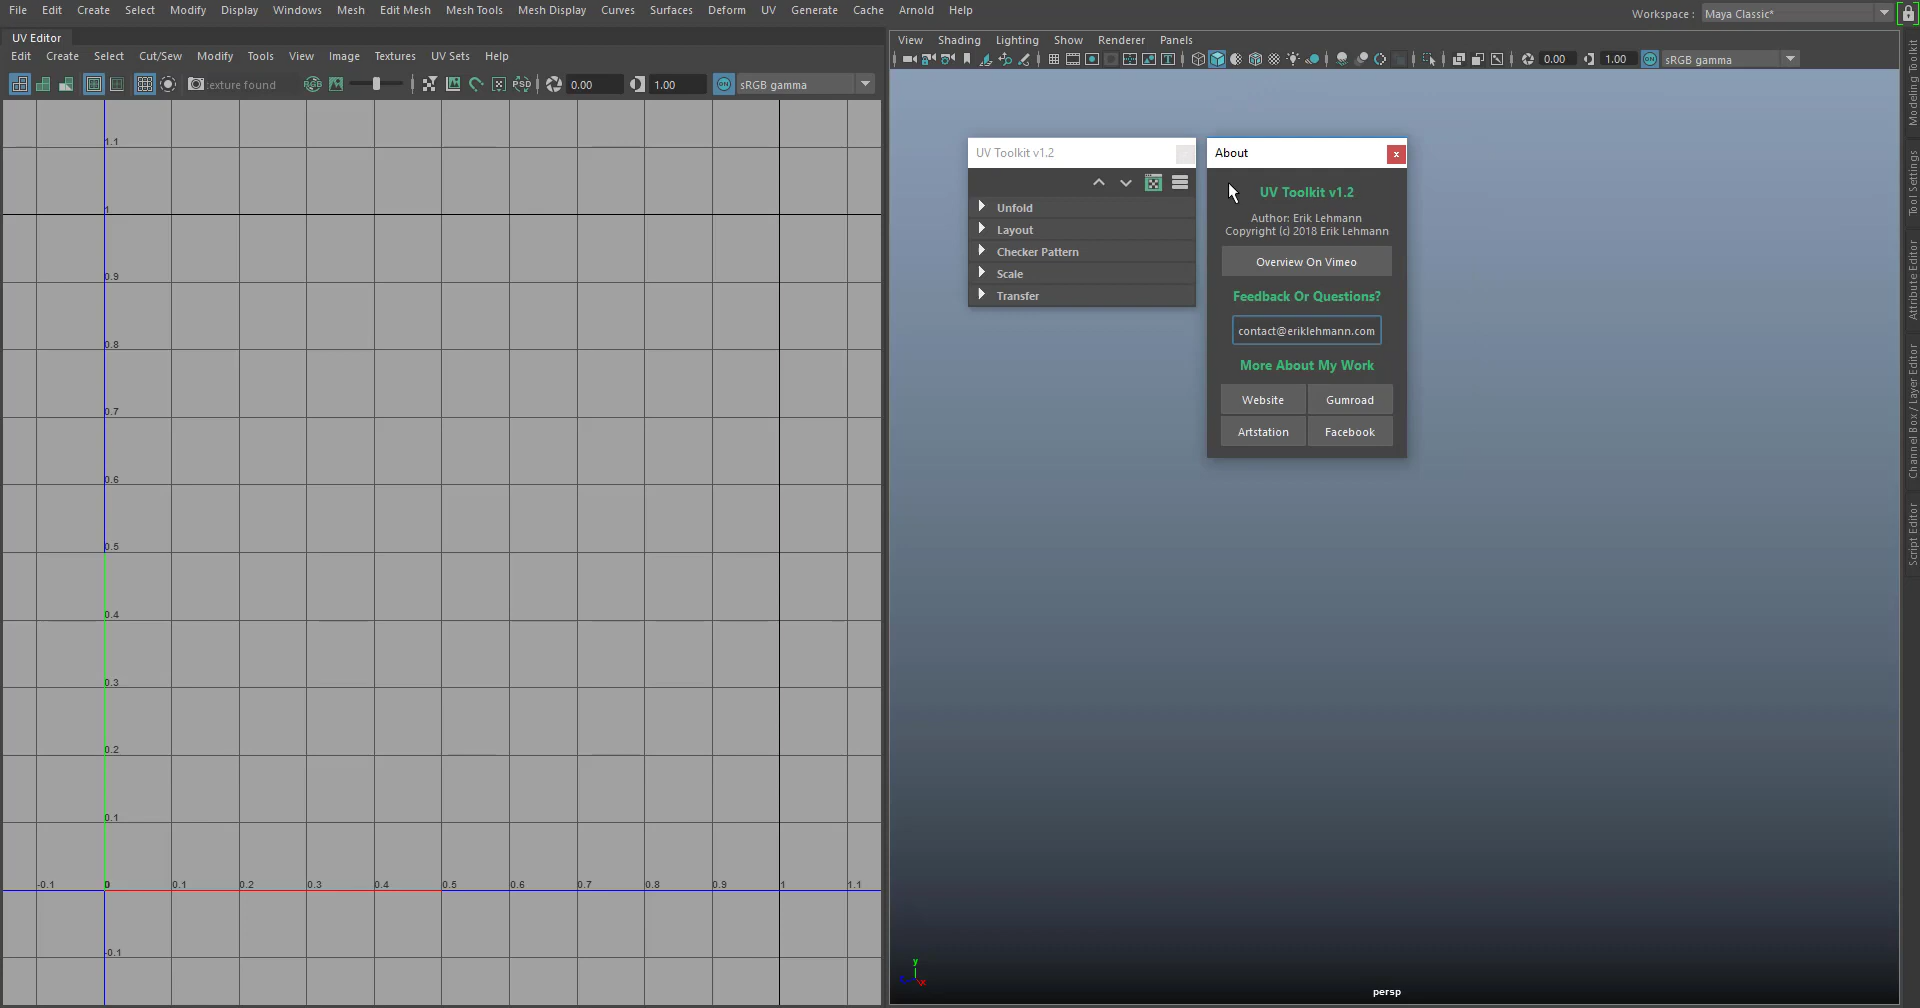 File Edit Create Select Modify Display Windows Mesh Edit Mesh Mesh Tools Mesh Display Curves Surfaces Deform UV Generate Cache Arnold Help
Workspace : Maya Classic*
UV Editor
Edit Create Select Cut/Sew Modify Tools View Image Textures UV Sets Help
exture found RGB PSD 0.00 1.00 ON sRGB gamma
1.1
1
0.9
0.8
0.7
0.6
0.5
0.4
0.3
0.2
0.1
-0.1 0 0.1 0.2 0.3 0.4 0.5 0.6 0.7 0.8 0.9 1 1.1
-0.1
View Shading Lighting Show Renderer Panels
0.00 1.00 ON sRGB gamma
UV Toolkit v1.2
Unfold
Layout
Checker Pattern
Scale
Transfer
About
x
UV Toolkit v1.2
Author: Erik Lehmann
Copyright (c) 2018 Erik Lehmann
Overview On Vimeo
Feedback Or Questions?
contact@eriklehmann.com
More About My Work
Website Gumroad
Artstation Facebook
y
x
persp
Modeling Toolkit
Tool Settings
Attribute Editor
Channel Box / Layer Editor
Script Editor